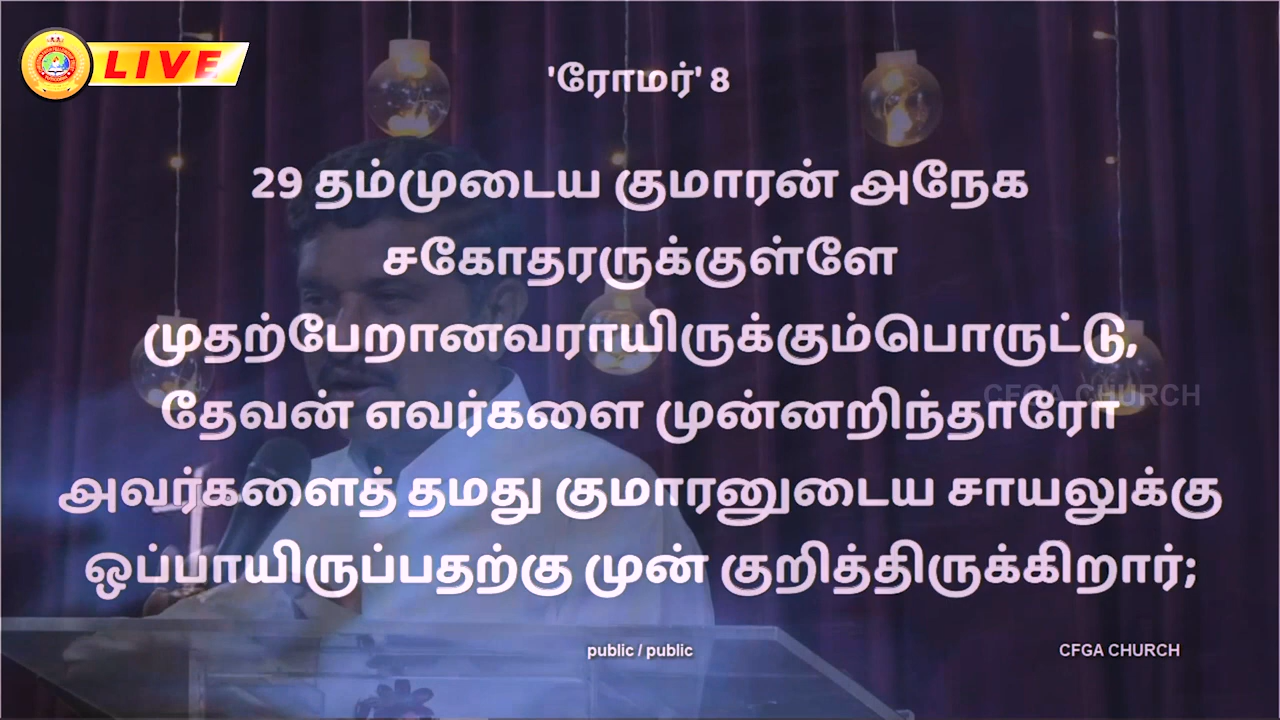 LIVE
'ரோமர்' 8
29 தம்முடைய குமாரன் அநேக
சகோதரருக்குள்ளே
முதற்பேறானவராயிருக்கும்பொருட்டு,
தேவன் எவர்களை முன்னறிந்தாரோ
CFGA CHURCH
அவர்களைத் தமது குமாரனுடைய சாயலுக்கு
ஒப்பாயிருப்பதற்கு முன் குறித்திருக்கிறார்;
public / public
CFGA CHURCH